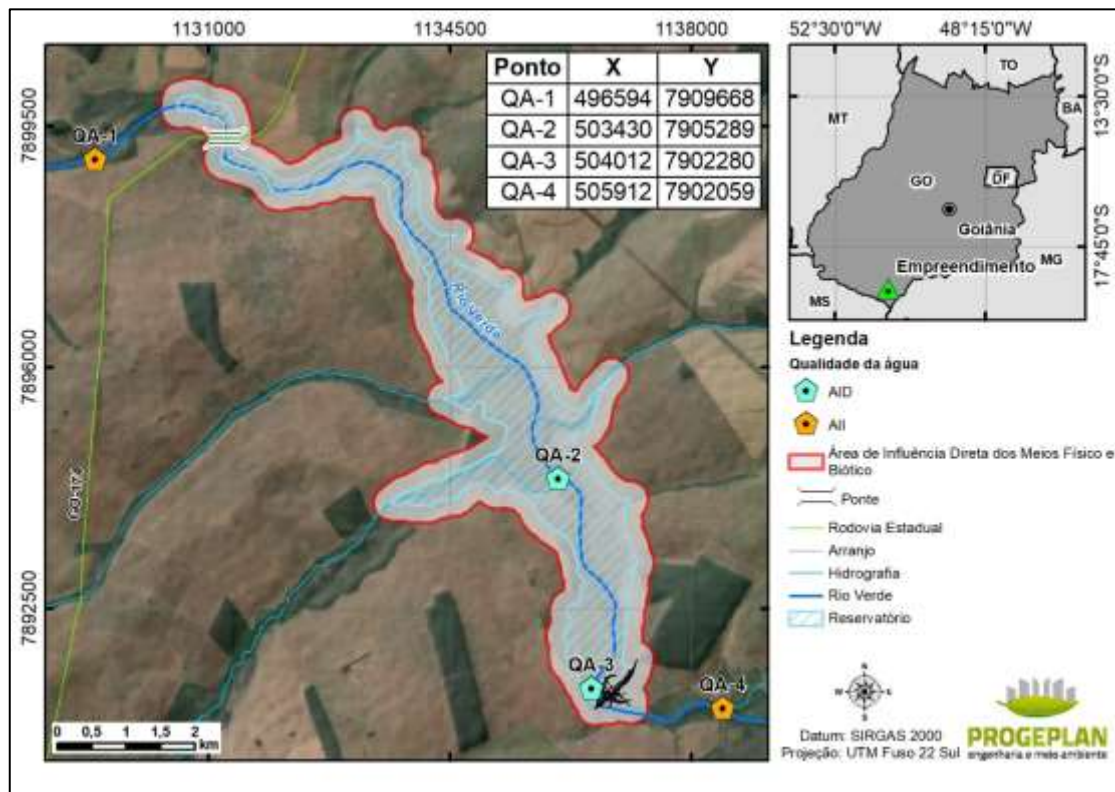 1131000
1134500
1138000
7899500
7896000
7892500
Ponto X Y
QA-1 496594 7909668
QA-2 503430 7905289
QA-3 504012 7902280
QA-4 505912 7902059
QA-1
Rio Verde
QA-2
QA-3
QA-4
0 0,5 1 2
km
52°30'0"W
48°15'0"W
13°30'0"S
17°45'0"S
TO
BA
MT
GO
DF
Goiânia
MG
Empreendimento
MS
Legenda
Qualidade da água
AID
AII
Área de Influência Direta dos Meios Físico e
Biótico
Ponte
Rodovia Estadual
Arranjo
Hidrografia
Rio Verde
Reservatório
N
W
E
S
Datum: SIRGAS 2000
Projeção: UTM Fuso 22 Sul
PROGEPLAN
engenharia e meio ambiente